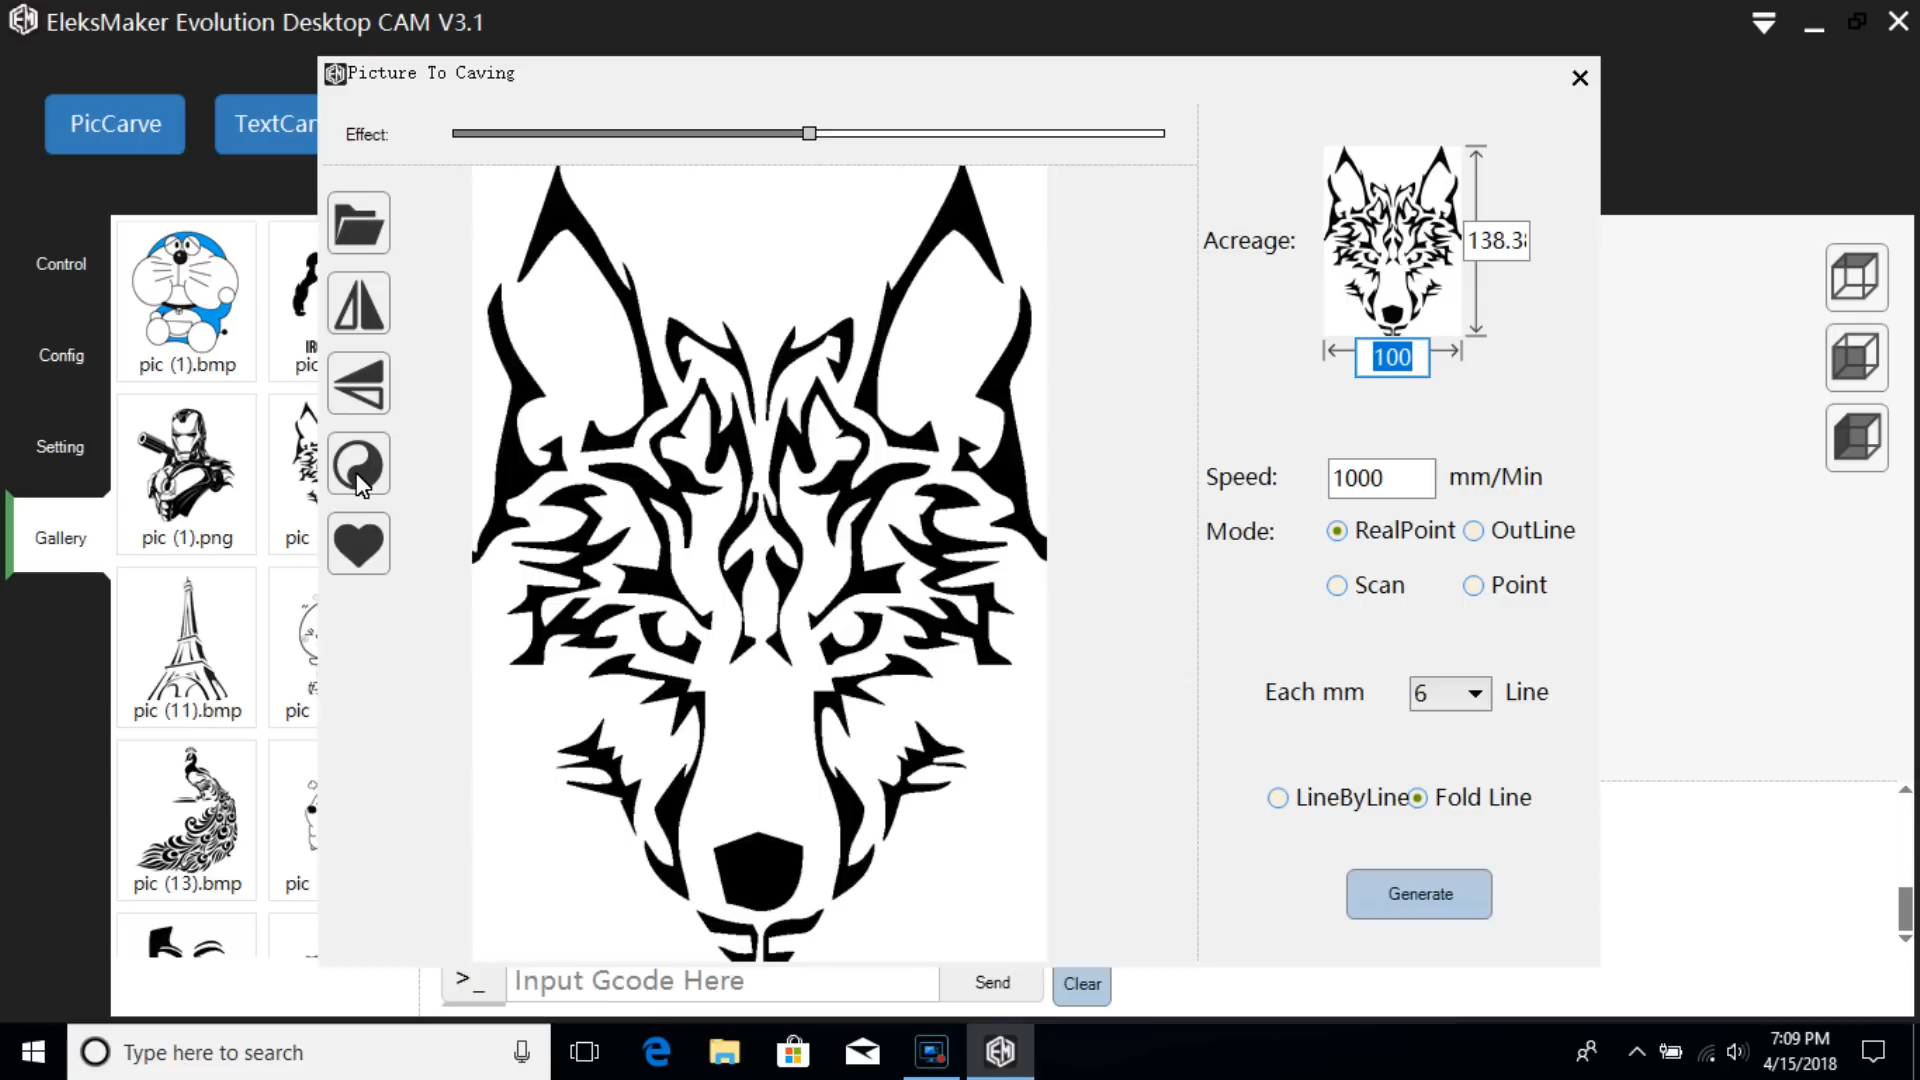 EleksMaker Evolution Desktop CAM V3.1
Picture To Caving
PicCarve
TextCar
Effect:
Control
Config
Setting
Gallery
pic (1).bmp
pic
pic (1).png
pic
pic (11).bmp
pic
pic (13).bmp
pic
Acreage:
138.3
100
Speed:
1000
mm/Min
Mode:
RealPoint
OutLine
Scan
Point
Each mm
6
Line
LineByLine
Fold Line
Generate
>_
Input Gcode Here
Send
Clear
Type here to search
7:09 PM
4/15/2018